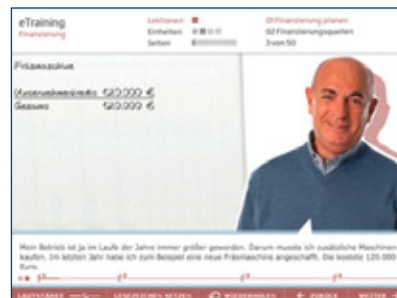 eTraining
Finanzierung
Lektionen
Einheiten
Seiten
01 Finanzierung planen
02 Finanzierungsquellen
3 von 50
Fräsmaschine
120.000 €
Gesamt 120.000 €
Mein Betrieb ist ja im Laufe der Jahre immer größer geworden. Darum musste ich zusätzliche Maschinen
kaufen. Im letzten Jahr habe ich zum Beispiel eine neue Fräsmaschine angeschafft. Die kostete 120.000
Euro.
LAUTSTÄRKE
LESEZEICHEN SETZEN
WIEDERHOLEN
ZURÜCK
WEITER